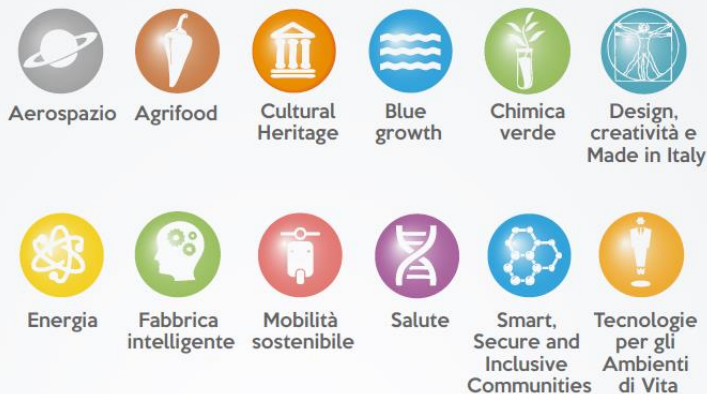 Aerospazio
Agrifood
Cultural
Heritage
Blue
growth
Chimica
verde
Design,
creatività e
Made in Italy
Energia
Fabbrica
intelligente
Mobilità
sostenibile
Salute
Smart,
Secure and
Inclusive
Communities
Tecnologie
per gli
Ambienti
di Vita